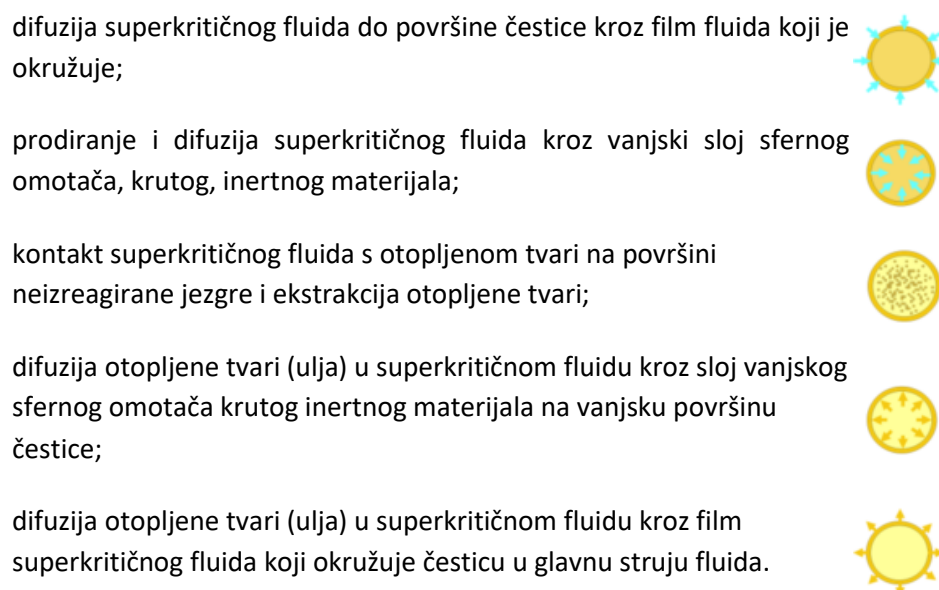 difuzija superkritičnog fluida do površine čestice kroz film fluida koji je
okružuje;
prodiranje i difuzija superkritičnog fluida kroz vanjski sloj sfernog
omotača, krutog, inertnog materijala;
kontakt superkritičnog fluida s otopljenom tvari na površini
neizreagirane jezgre i ekstrakcija otopljene tvari;
difuzija otopljene tvari (ulja) u superkritičnom fluidu kroz sloj vanjskog
sfernog omotača krutog inertnog materijala na vanjsku površinu
čestice;
difuzija otopljene tvari (ulja) u superkritičnom fluidu kroz film
superkritičnog fluida koji okružuje česticu u glavnu struju fluida.